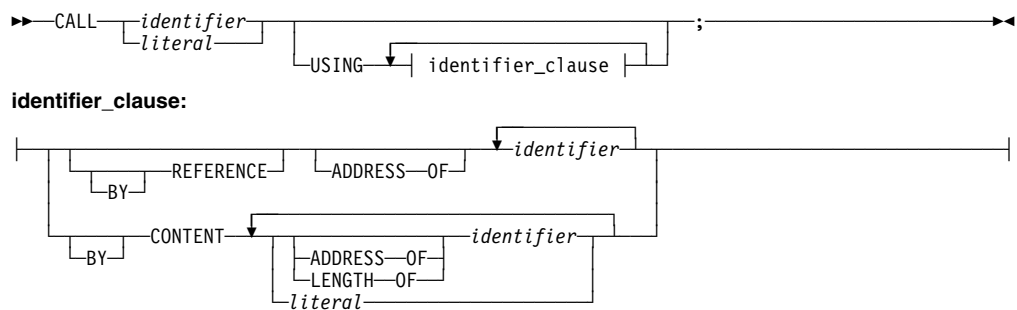 CALL identifier ;
literal
USING identifier_clause
identifier_clause:
identifier
REFERENCE ADDRESS OF
BY
CONTENT identifier
BY ADDRESS OF
LENGTH OF
literal